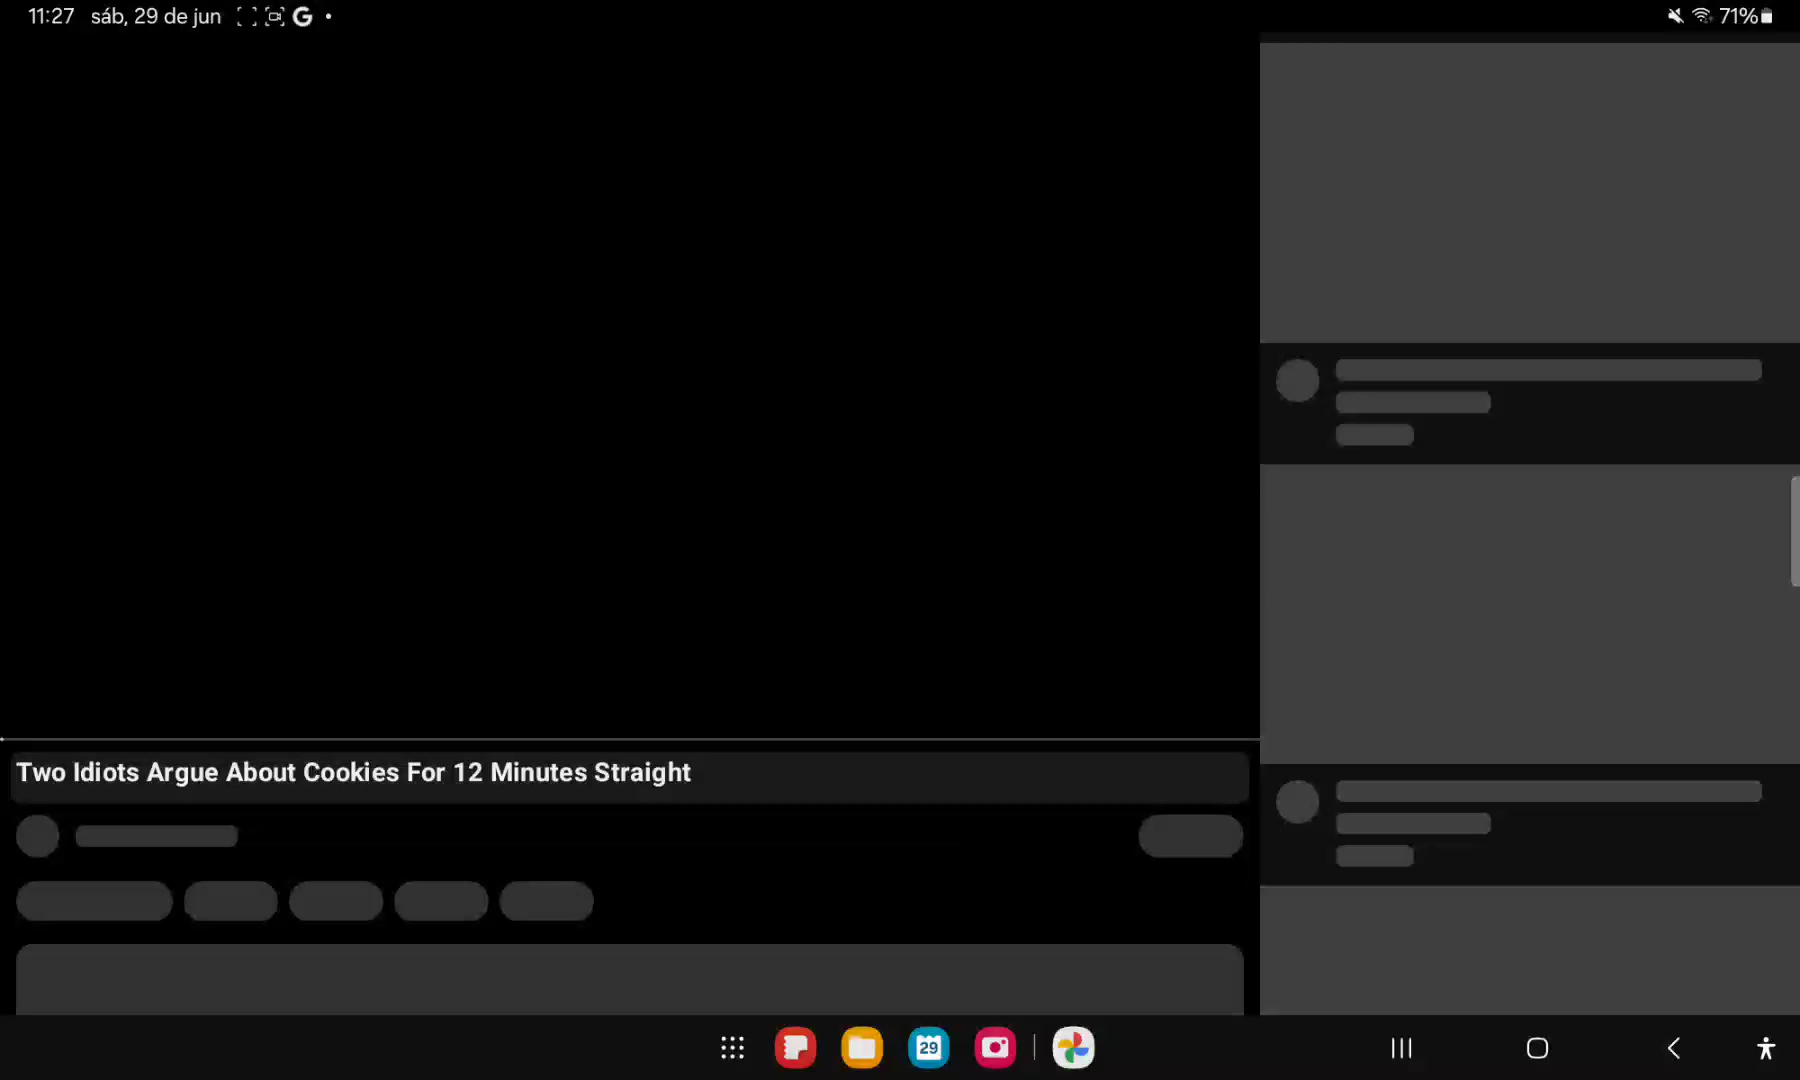 11:27 sáb, 29 de jun G 71%
Two Idiots Argue About Cookies For 12 Minutes Straight
29